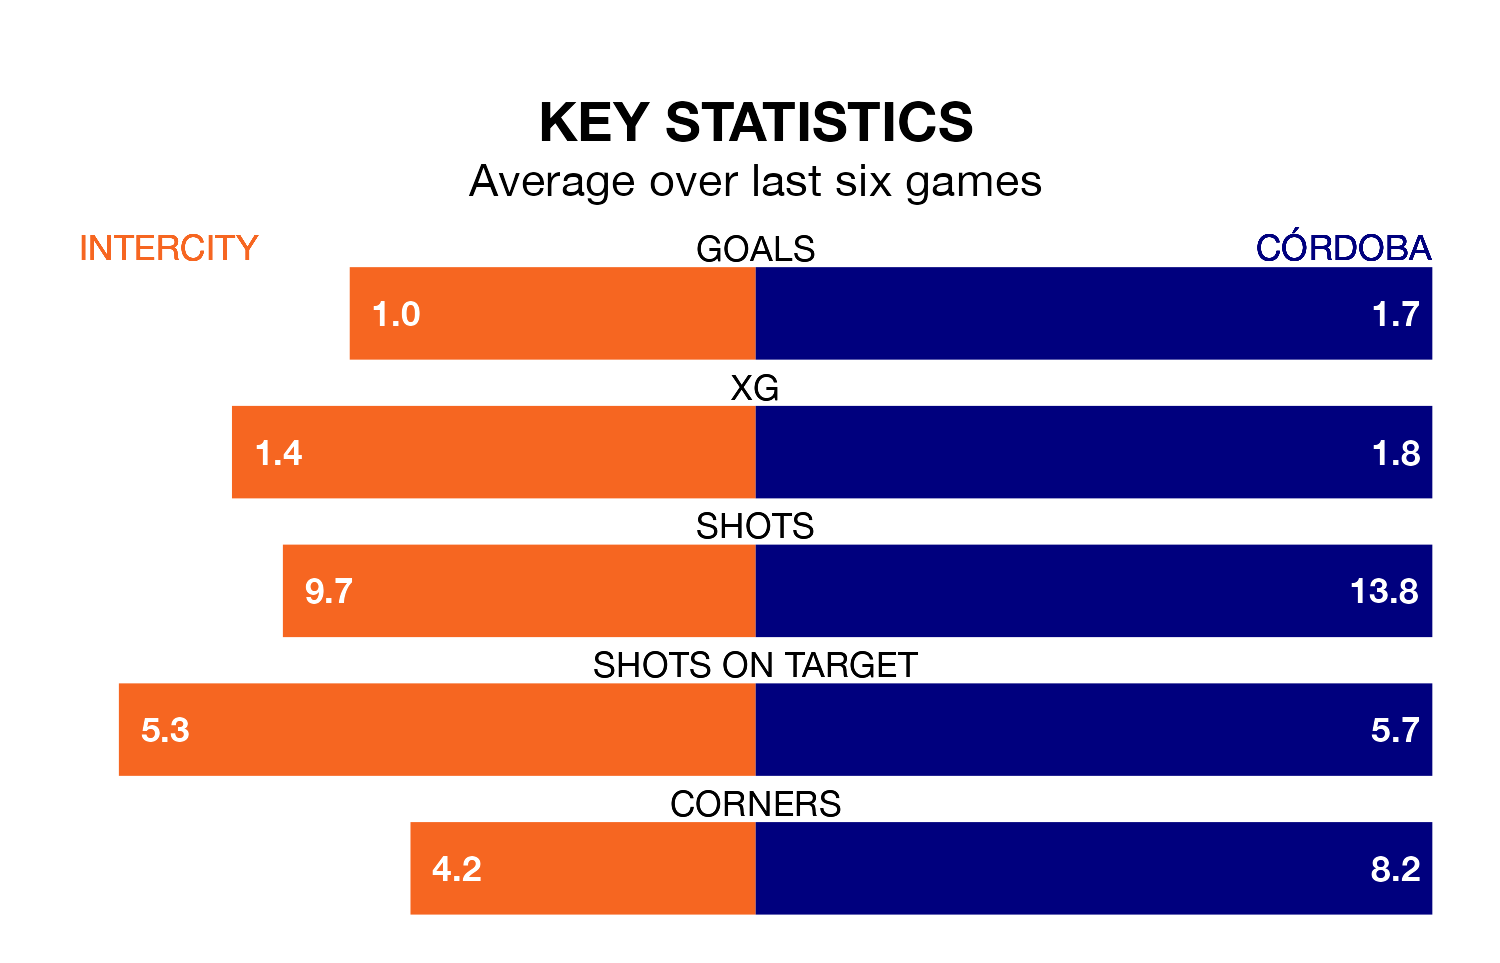 KEY STATISTICS
Average over last six games
INTERCITY GOALS CÓRDOBA
1.0 1.7
XG
1.4 1.8
SHOTS
9.7 13.8
SHOTS ON TARGET
5.3 5.7
CORNERS
4.2 8.2